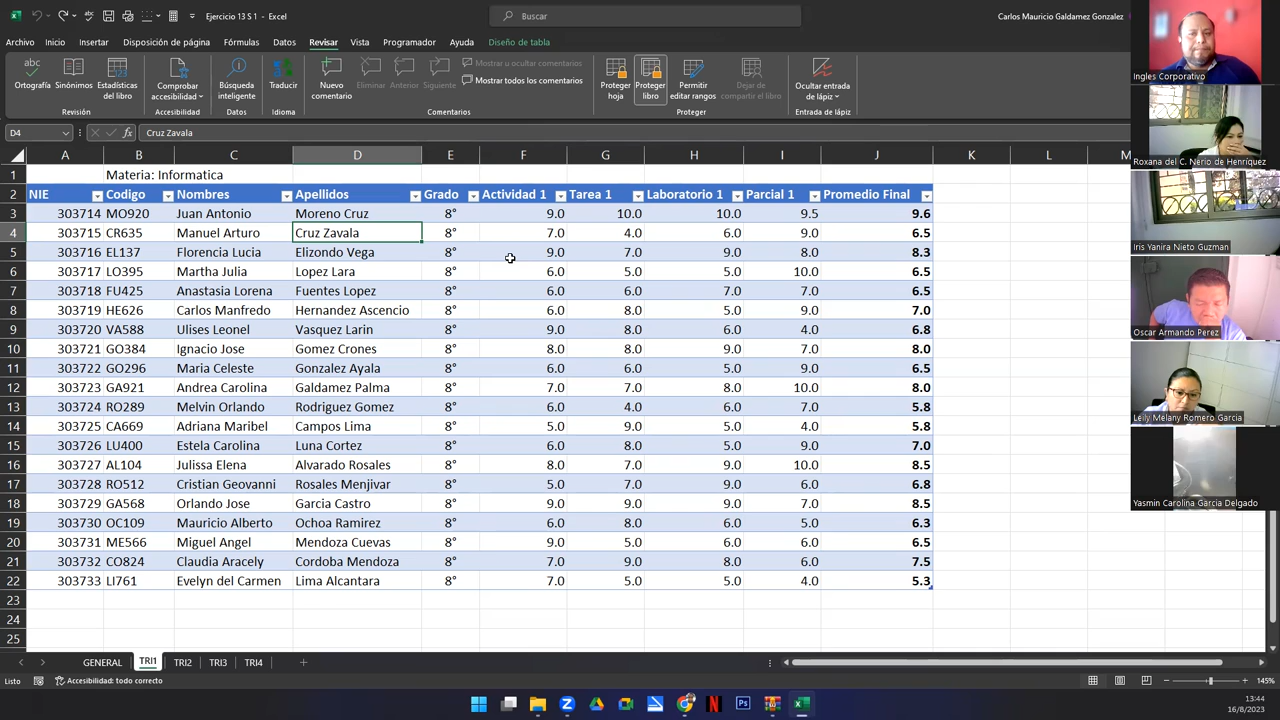 Ejercicio 13 S 1 - Excel
Buscar
Carlos Mauricio Galdamez Gonzalez
Archivo Inicio Insertar Disposición de página Fórmulas Datos Revisar Vista Programador Ayuda Diseño de tabla
abc
Ortografía Sinónimos Estadísticas del libro
Revisión
Comprobar accesibilidad
Accesibilidad
Búsqueda inteligente
Datos
Traducir
Idioma
Nuevo comentario Eliminar Anterior Siguiente
Mostrar u ocultar comentario
Mostrar todos los comentarios
Comentarios
Proteger hoja Proteger libro Permitir editar rangos Dejar de compartir el libro
Proteger
Ocultar entrada de lápiz
Entrada de lápiz
D4 fx Cruz Zavala
A B C D E F G H I J K L M
1 Materia: Informatica
2 NIE Codigo Nombres Apellidos Grado Actividad 1 Tarea 1 Laboratorio 1 Parcial 1 Promedio Final
3 303714 MO920 Juan Antonio Moreno Cruz 8° 9.0 10.0 10.0 9.5 9.6
4 303715 CR635 Manuel Arturo Cruz Zavala 8° 7.0 4.0 6.0 9.0 6.5
5 303716 EL137 Florencia Lucia Elizondo Vega 8° 9.0 7.0 9.0 8.0 8.3
6 303717 LO395 Martha Julia Lopez Lara 8° 6.0 5.0 5.0 10.0 6.5
7 303718 FU425 Anastasia Lorena Fuentes Lopez 8° 6.0 6.0 7.0 7.0 6.5
8 303719 HE626 Carlos Manfredo Hernandez Ascencio 8° 6.0 8.0 5.0 9.0 7.0
9 303720 VA588 Ulises Leonel Vasquez Larin 8° 9.0 8.0 6.0 4.0 6.8
10 303721 GO384 Ignacio Jose Gomez Crones 8° 8.0 8.0 9.0 7.0 8.0
11 303722 GO296 Maria Celeste Gonzalez Ayala 8° 6.0 6.0 5.0 9.0 6.5
12 303723 GA921 Andrea Carolina Galdamez Palma 8° 7.0 7.0 8.0 10.0 8.0
13 303724 RO289 Melvin Orlando Rodriguez Gomez 8° 6.0 4.0 6.0 7.0 5.8
14 303725 CA669 Adriana Maribel Campos Lima 8° 5.0 5.0 9.0 4.0 5.8
15 303726 LU400 Estela Carolina Luna Cortez 8° 6.0 8.0 5.0 9.0 7.0
16 303727 AL104 Julissa Elena Alvarado Rosales 8° 8.0 7.0 9.0 10.0 8.5
17 303728 RO512 Cristian Geovanni Rosales Menjivar 8° 5.0 7.0 9.0 6.0 6.8
18 303729 GA568 Orlando Jose Garcia Castro 8° 9.0 9.0 9.0 7.0 8.5
19 303730 OC109 Mauricio Alberto Ochoa Ramirez 8° 6.0 8.0 6.0 5.0 6.3
20 303731 ME566 Miguel Angel Mendoza Cuevas 8° 9.0 5.0 6.0 6.0 6.5
21 303732 CO824 Claudia Aracely Cordoba Mendoza 8° 7.0 9.0 8.0 6.0 7.5
22 303733 LI761 Evelyn del Carmen Lima Alcantara 8° 7.0 5.0 5.0 4.0 5.3
23
24
25
GENERAL TRI1 TRI2 TRI3 TRI4
Listo Accesibilidad: todo correcto 145%
13:44
16/8/2023
Ingles Corporativo
Roxana del C. Nerio de Henríquez
Iris Yanira Nieto Guzman
Oscar Armando Perez
Leily Melany Romero Garcia
Yasmin Carolina Garcia Delgado